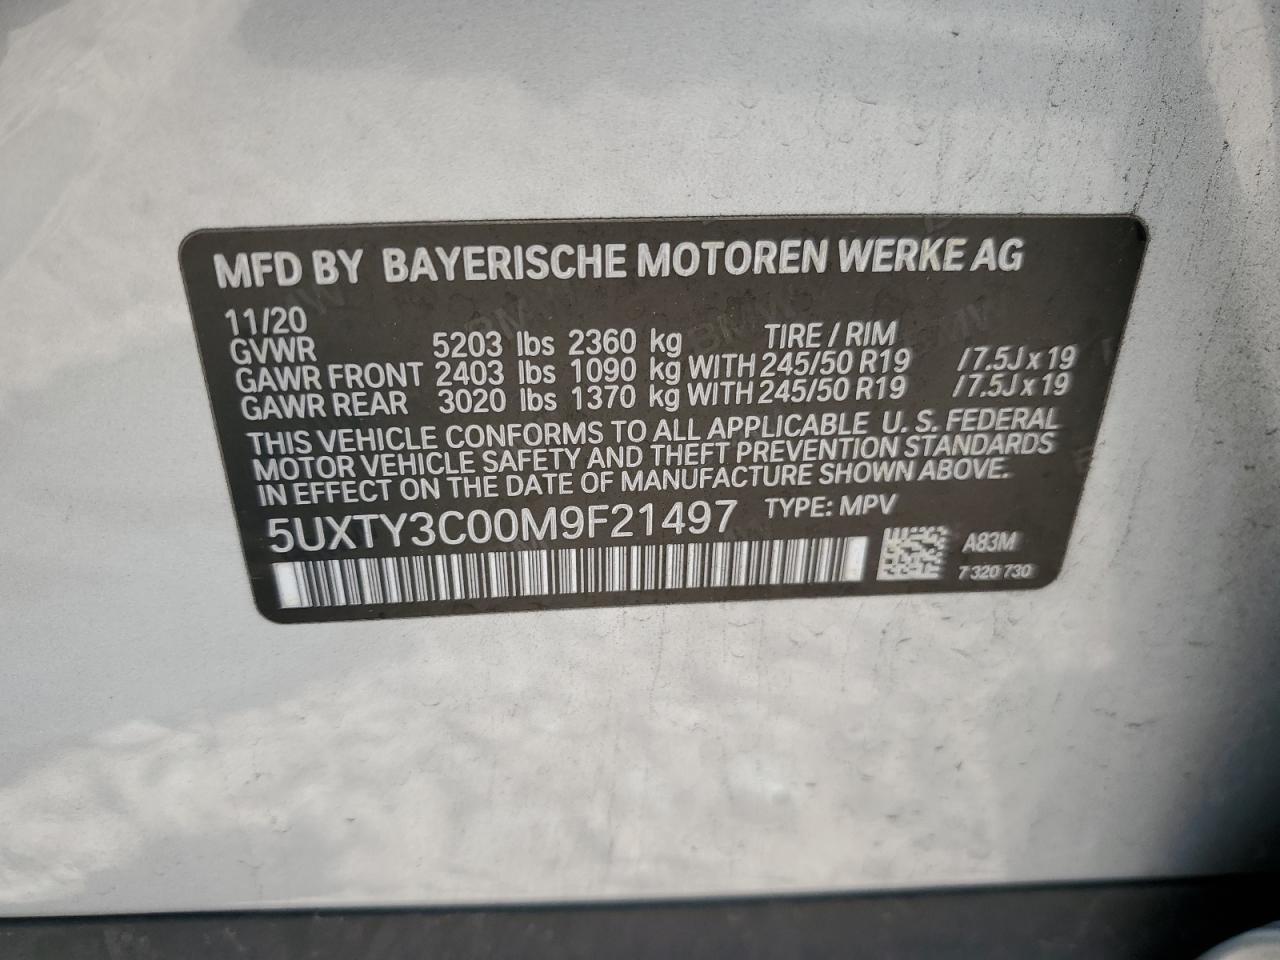 MFD BY BAYERISCHE MOTOREN WERKE AG
11/20
GVWR 5203 lbs 2360 kg TIRE / RIM
GAWR FRONT 2403 lbs 1090 kg WITH 245/50 R19 / 7.5J x 19
GAWR REAR 3020 lbs 1370 kg WITH 245/50 R19 / 7.5J x 19
THIS VEHICLE CONFORMS TO ALL APPLICABLE U. S. FEDERAL
MOTOR VEHICLE SAFETY AND THEFT PREVENTION STANDARDS
IN EFFECT ON THE DATE OF MANUFACTURE SHOWN ABOVE.
5UXTY3C00M9F21497 TYPE: MPV
A83M
7 320 730